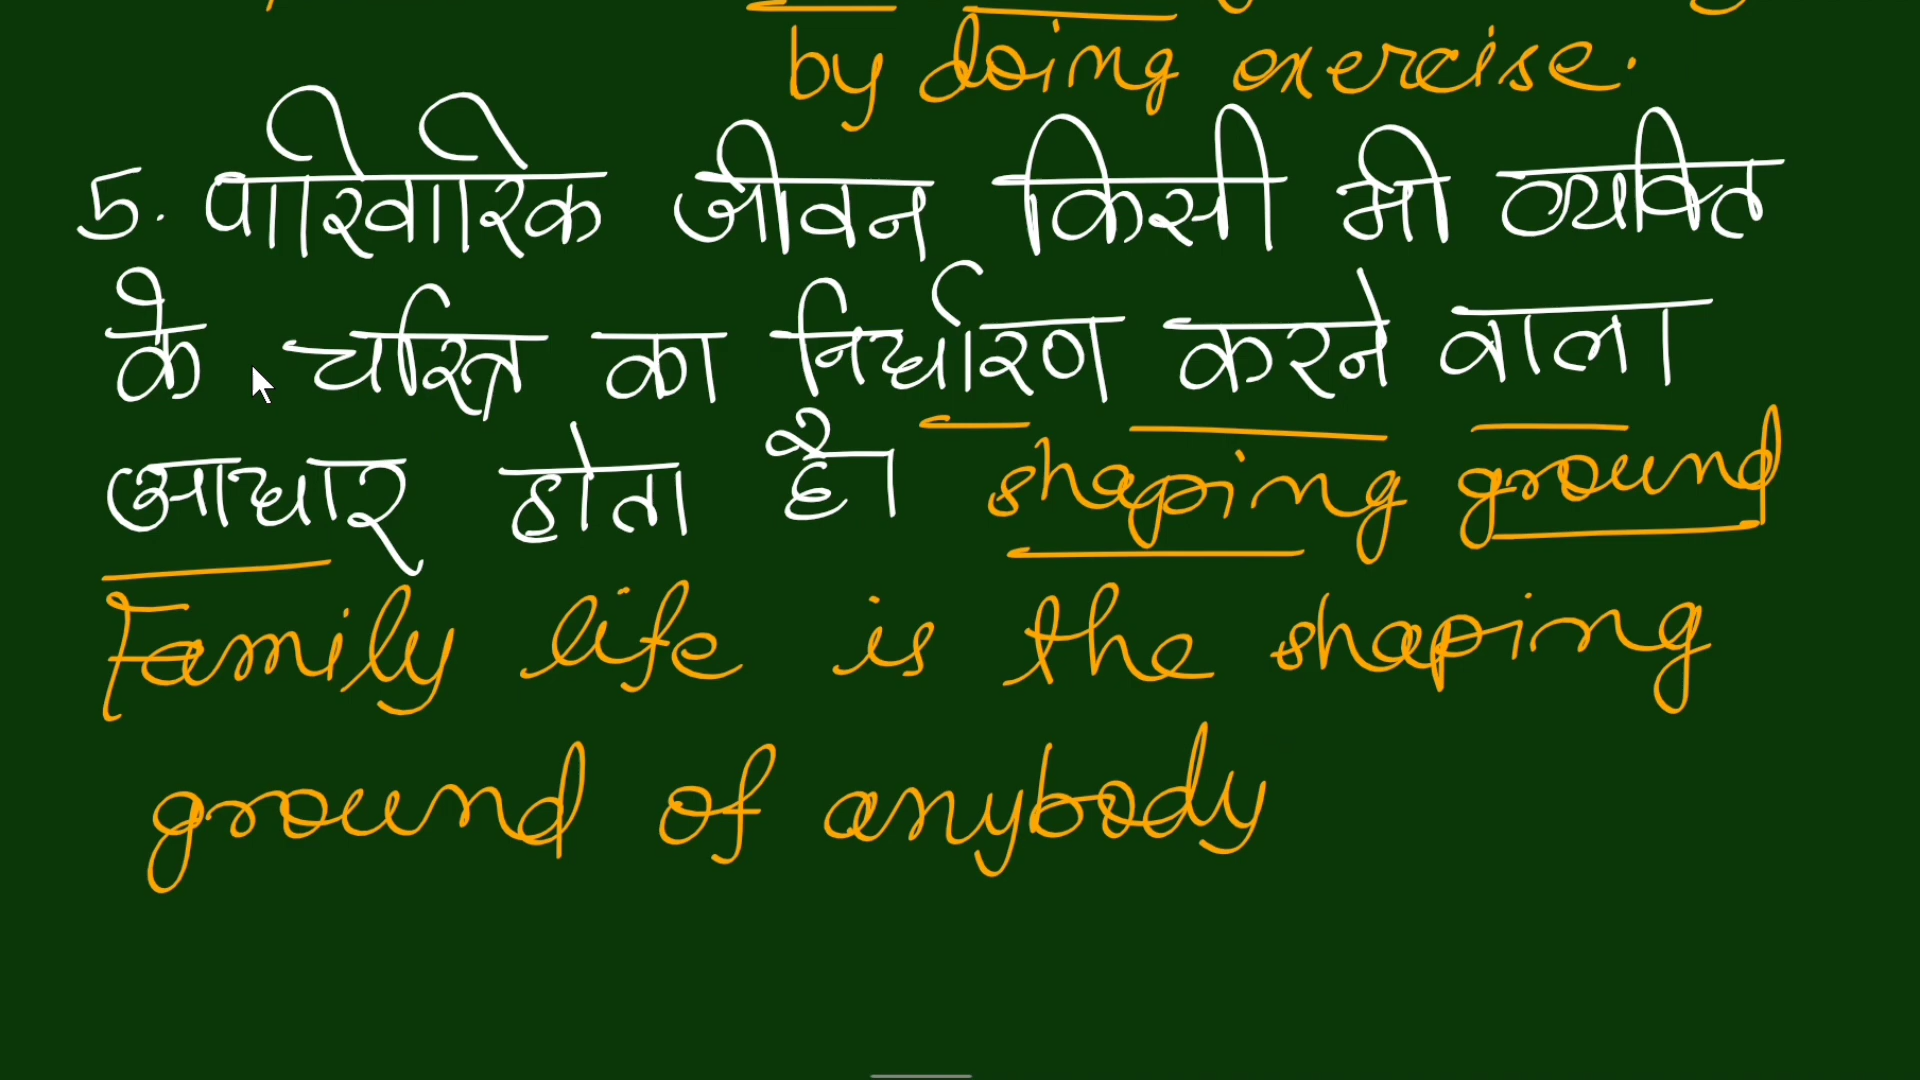 by doing exercise.
5. पारिवारिक जीवन किसी भी व्यक्ति
के चरित्र का निर्धारण करने वाला
आधार होता है। shaping ground
Family life is the shaping
ground of anybody